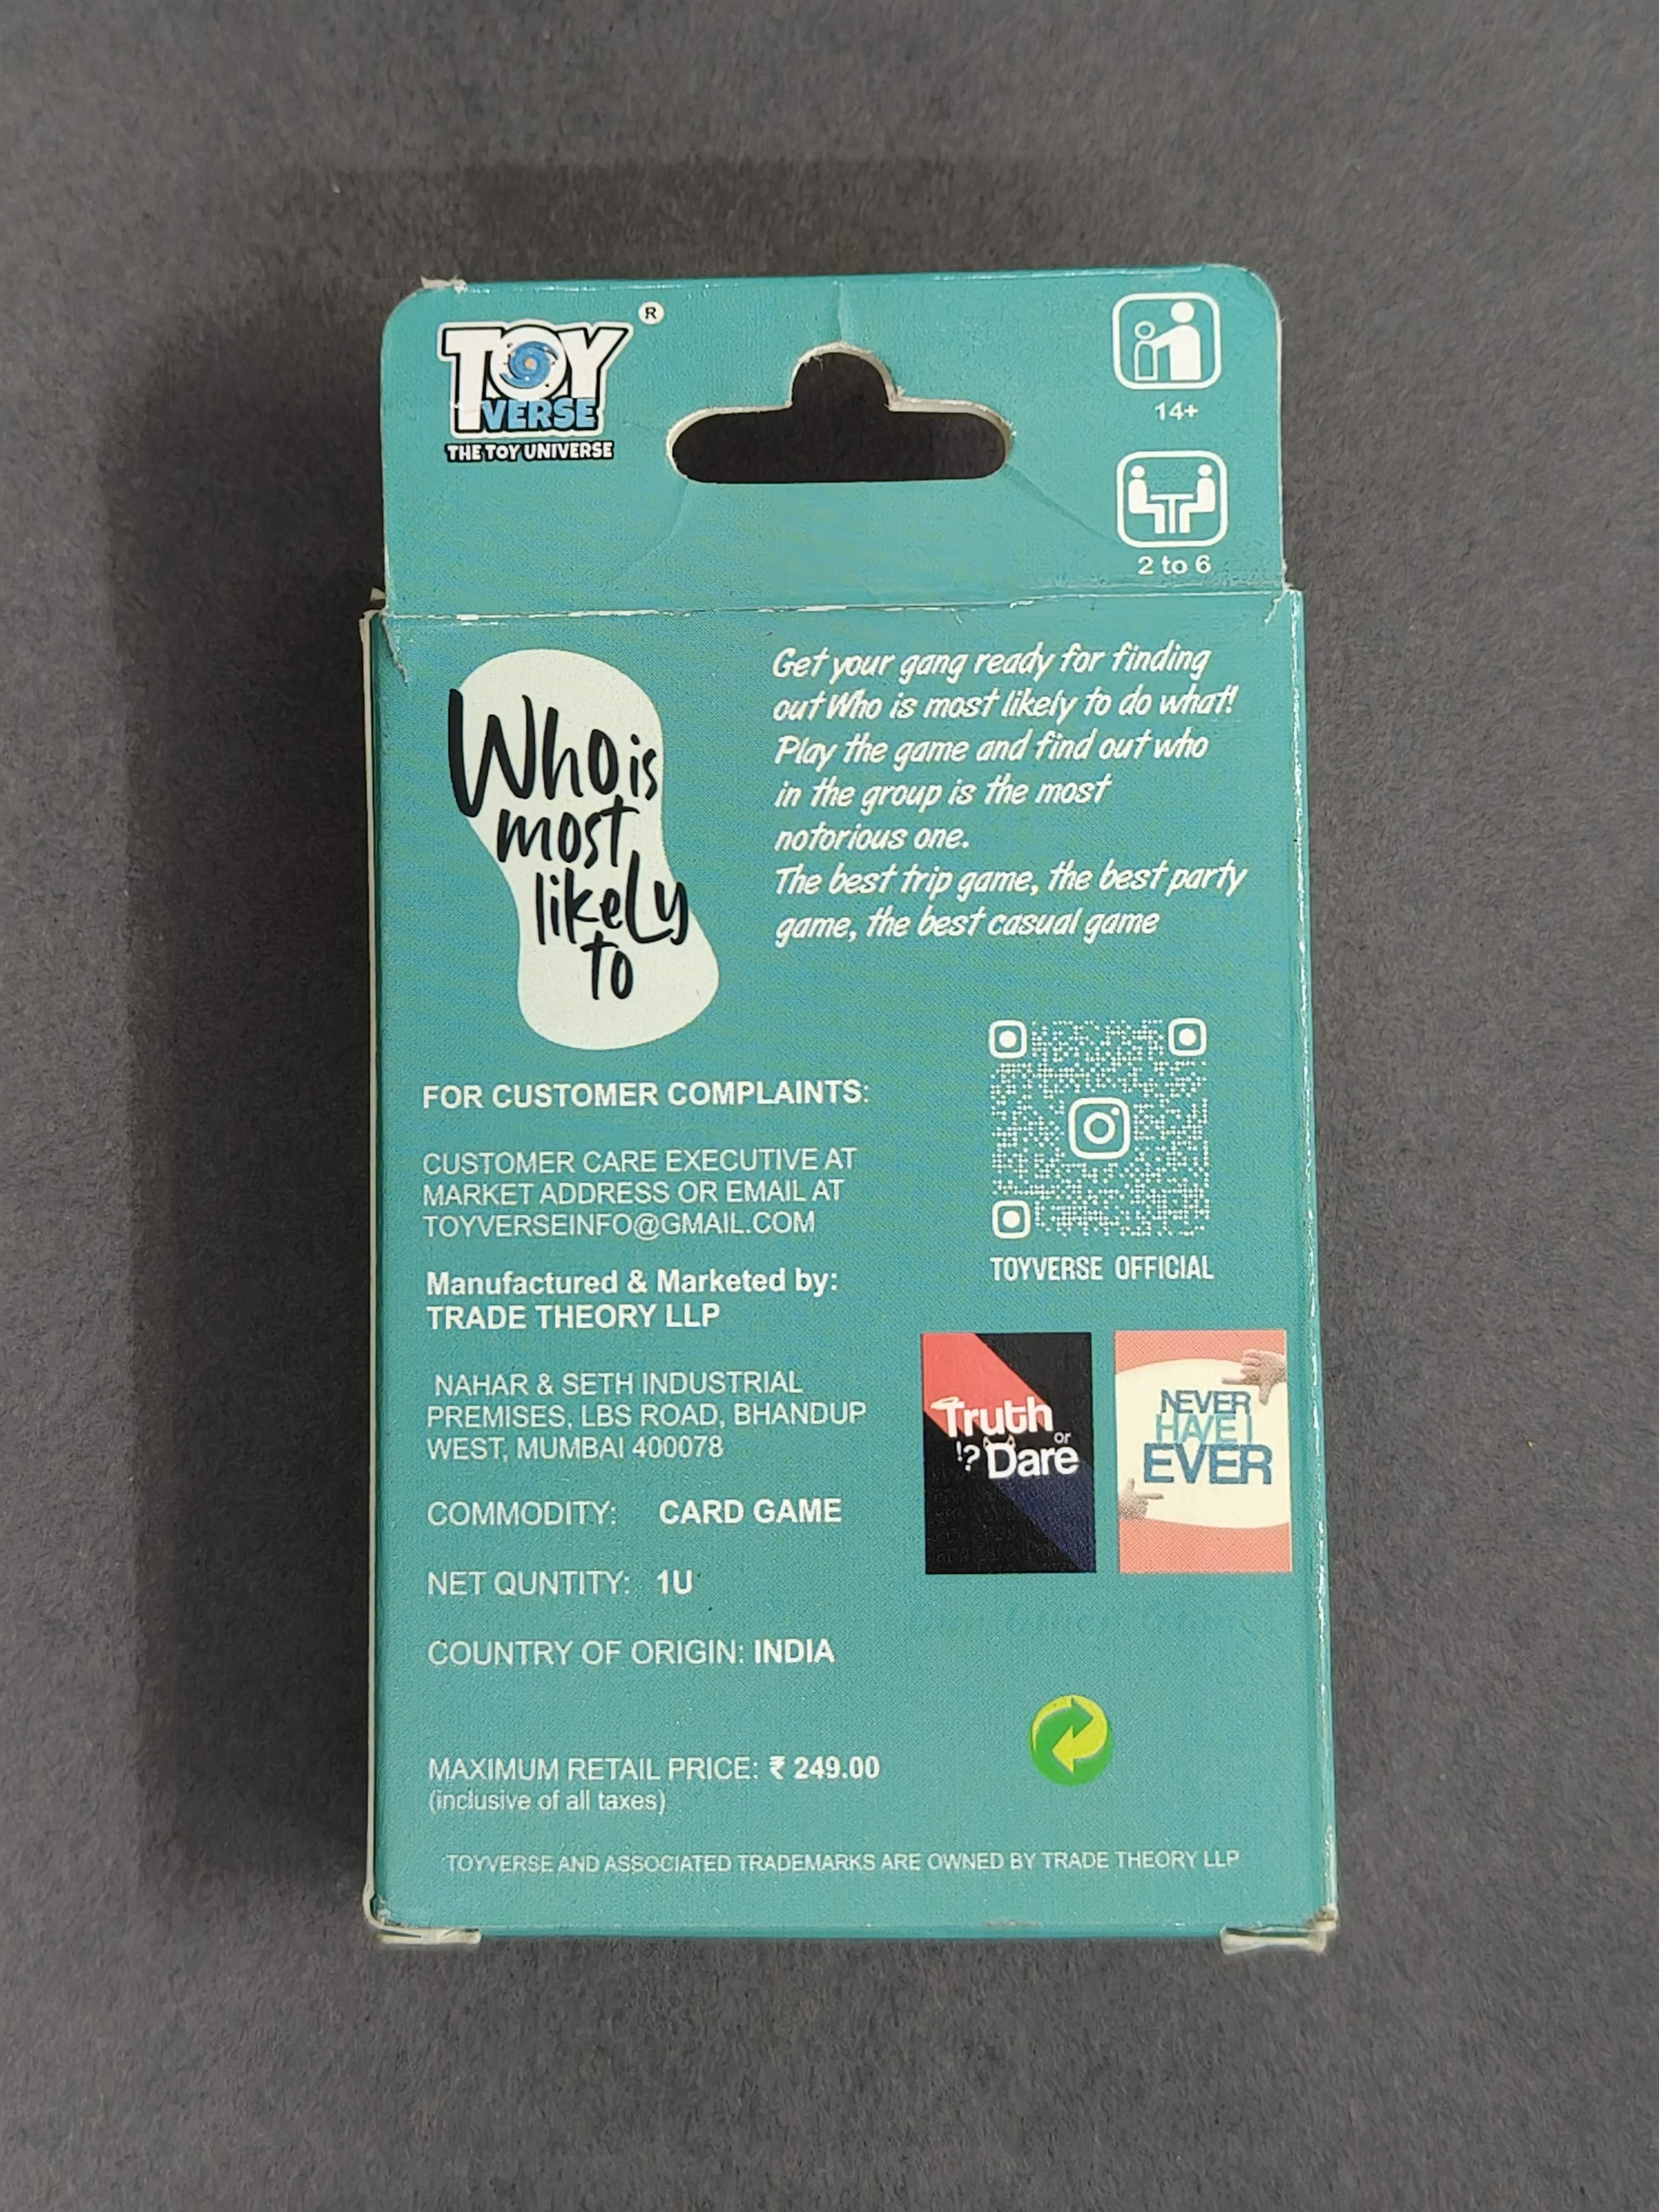 TOY
VERSE
THE TOY UNIVERSE
®
14+
2 to 6
Who is
most
likely
to
Get your gang ready for finding
out Who is most likely to do what!
Play the game and find out who
in the group is the most
notorious one.
The best trip game, the best party
game, the best casual game
FOR CUSTOMER COMPLAINTS:
CUSTOMER CARE EXECUTIVE AT
MARKET ADDRESS OR EMAIL AT
TOYVERSEINFO@GMAIL.COM
TOYVERSE OFFICIAL
Manufactured & Marketed by:
TRADE THEORY LLP
NAHAR & SETH INDUSTRIAL
PREMISES, LBS ROAD, BHANDUP
WEST, MUMBAI 400078
Truth
or
!? Dare
NEVER
HAVE I
EVER
COMMODITY: CARD GAME
NET QUNTITY: 1U
COUNTRY OF ORIGIN: INDIA
MAXIMUM RETAIL PRICE: ₹ 249.00
(inclusive of all taxes)
TOYVERSE AND ASSOCIATED TRADEMARKS ARE OWNED BY TRADE THEORY LLP